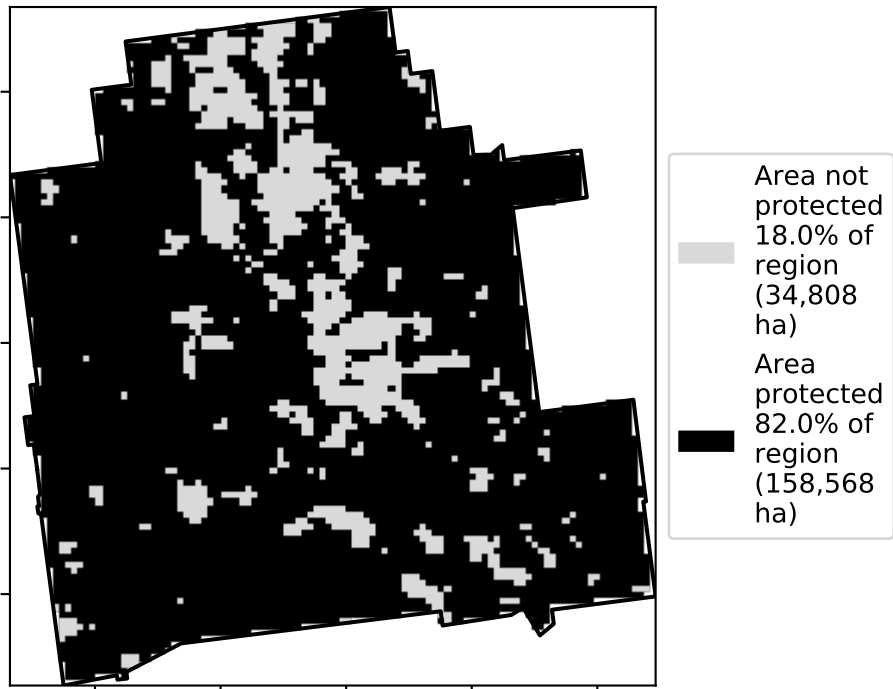 Area not
protected
18.0% of
region
(34,808
ha)
Area
protected
82.0% of
region
(158,568
ha)